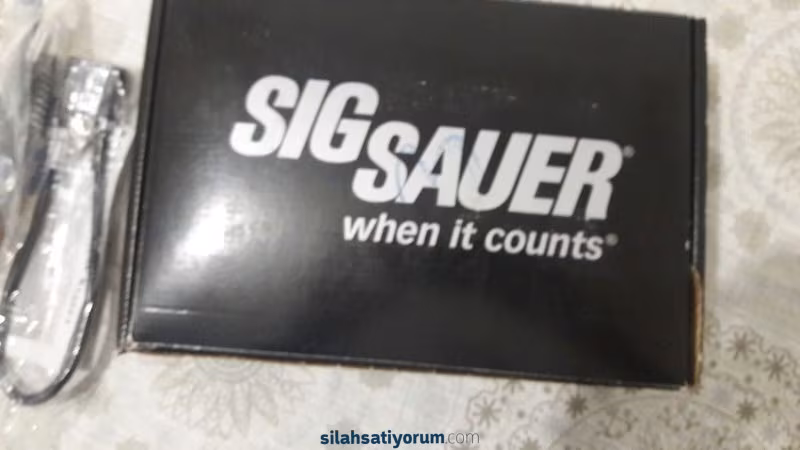 SIG SAUER®
when it counts®
silahsatiyorum.com